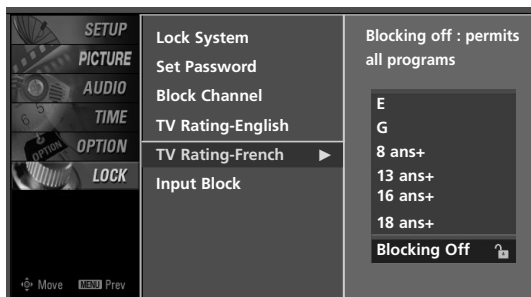 SETUP
PICTURE
AUDIO
TIME
OPTION
LOCK
Move MENU Prev
Lock System
Set Password
Block Channel
TV Rating-English
TV Rating-French
Input Block
Blocking off : permits
all programs
E
G
8 ans+
13 ans+
16 ans+
18 ans+
Blocking Off